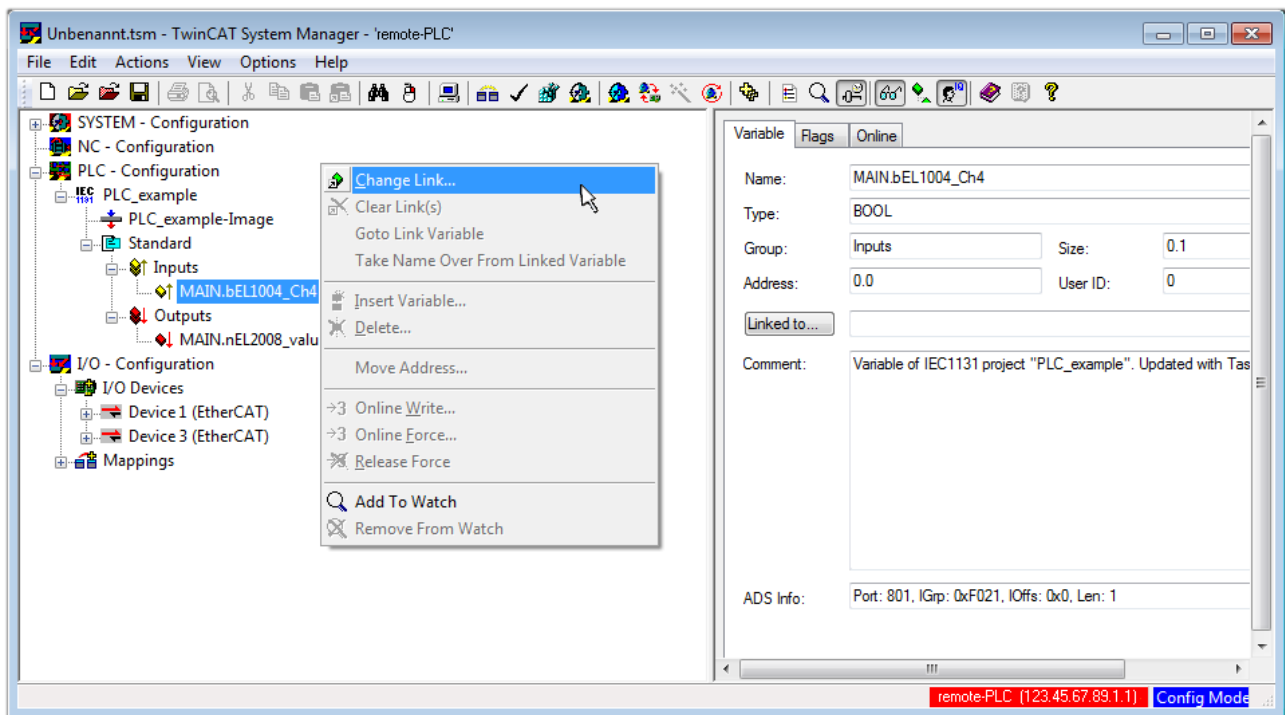 Unbenannt.tsm - TwinCAT System Manager - 'remote-PLC'
File Edit Actions View Options Help
SYSTEM - Configuration
NC - Configuration
PLC - Configuration
IEC 1131 PLC_example
PLC_example-Image
Standard
Inputs
MAIN.bEL1004_Ch4
Outputs
MAIN.nEL2008_valu
I/O - Configuration
I/O Devices
Device 1 (EtherCAT)
Device 3 (EtherCAT)
Mappings
Change Link...
Clear Link(s)
Goto Link Variable
Take Name Over From Linked Variable
Insert Variable...
Delete...
Move Address...
→3 Online Write...
→3 Online Force...
Release Force
Add To Watch
Remove From Watch
Variable Flags Online
Name: MAIN.bEL1004_Ch4
Type: BOOL
Group: Inputs Size: 0.1
Address: 0.0 User ID: 0
Linked to...
Comment: Variable of IEC1131 project "PLC_example". Updated with Tas
ADS Info: Port: 801, IGrp: 0xF021, IOffs: 0x0, Len: 1
remote-PLC (123.45.67.89.1.1) Config Mode